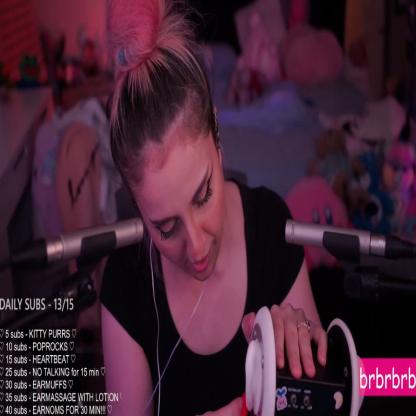 DAILY SUBS - 13/15
♡ 5 subs - KITTY PURRS ♡
♡ 10 subs - POPROCKS ♡
♡ 15 subs - HEARTBEAT ♡
♡ 25 subs - NO TALKING for 15 min ♡
♡ 30 subs - EARMUFFS ♡
♡ 35 subs - EARMASSAGE WITH LOTION
♡ 40 subs - EARNOMS FOR 30 MIN!!! ♡
brbrbrb